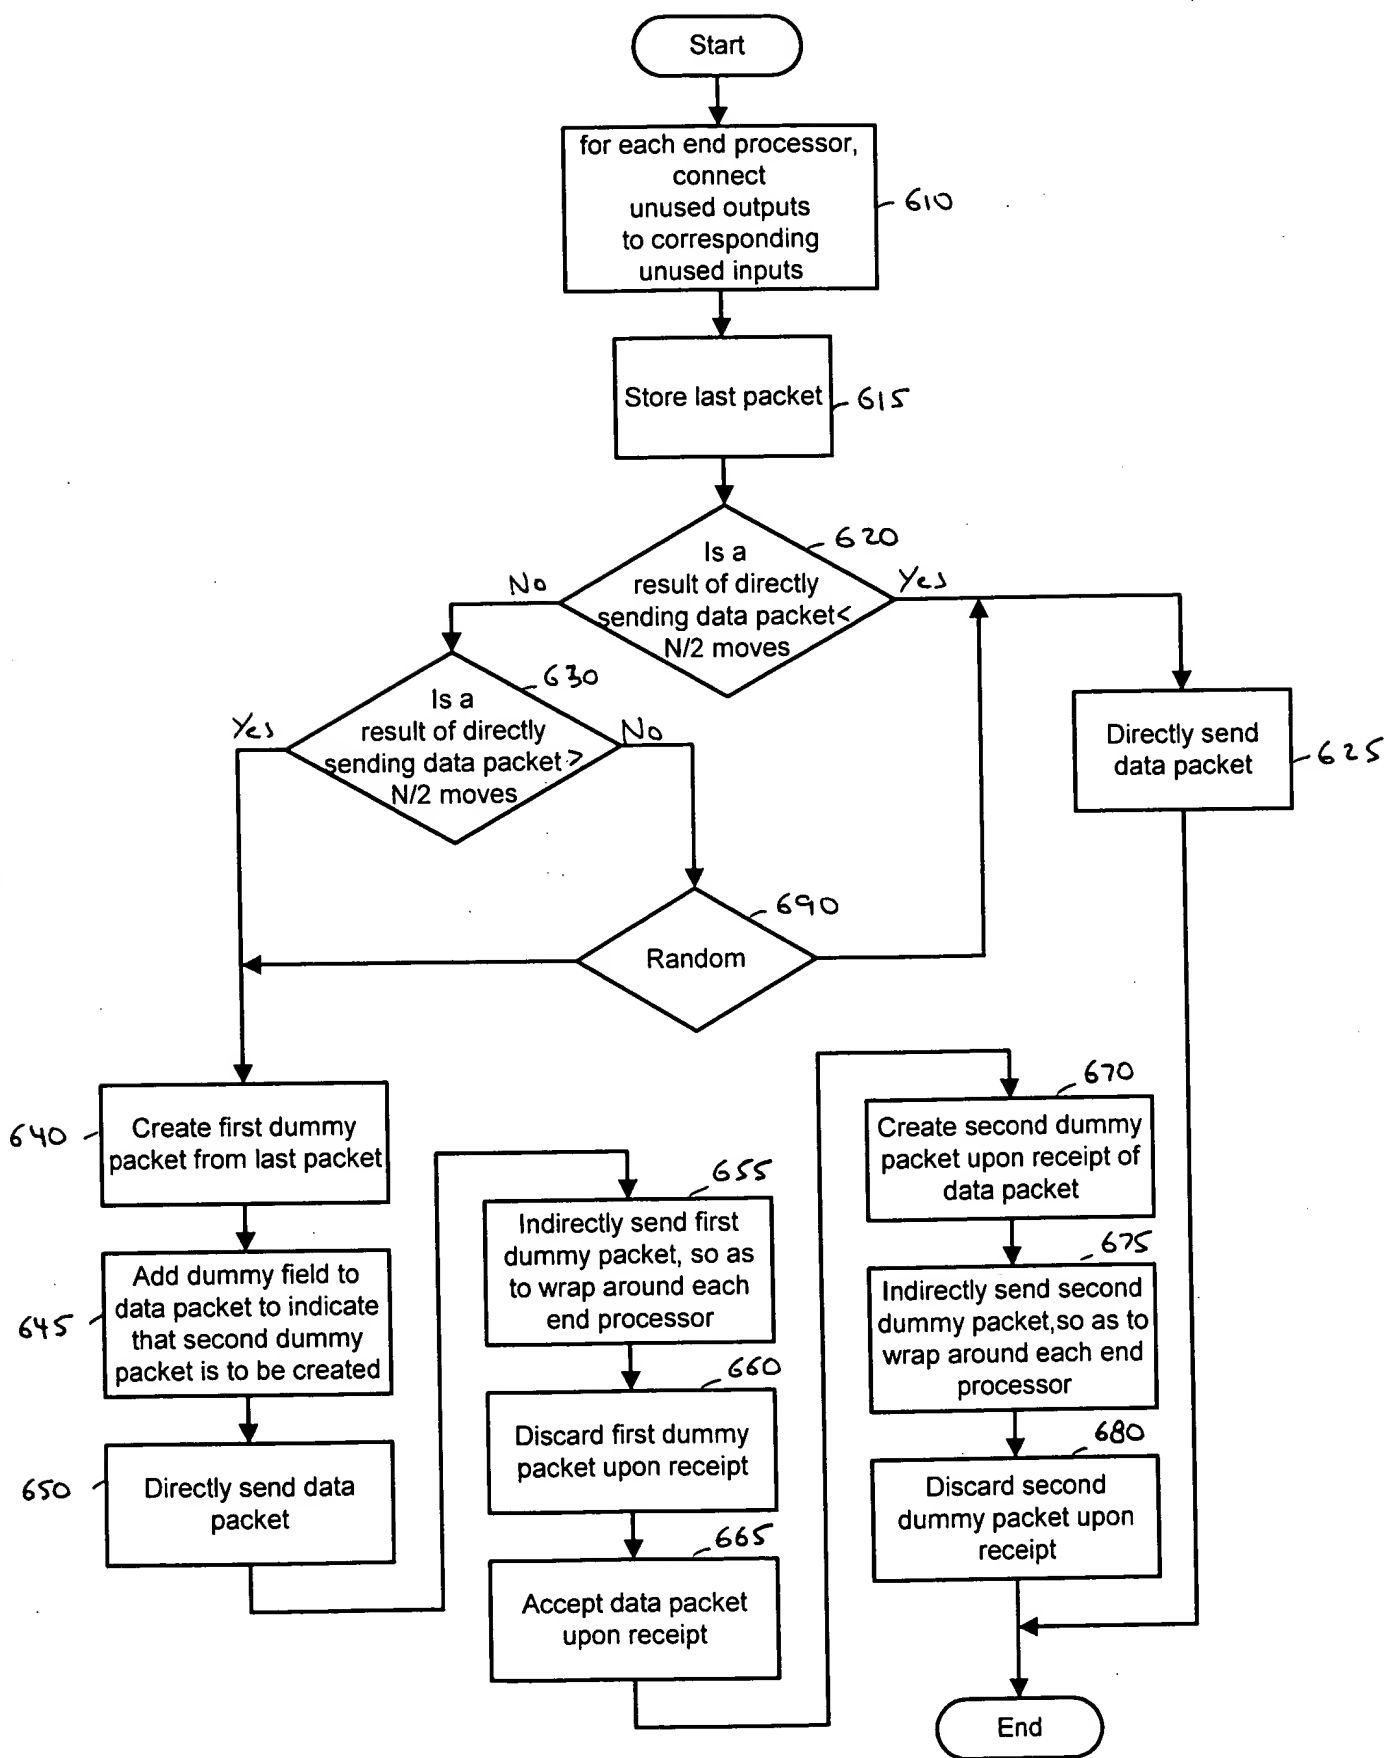 Start
for each end processor,
connect
unused outputs
to corresponding
unused inputs
610
Store last packet
615
620
Is a
result of directly
sending data packet<
N/2 moves
No
Yes
630
Is a
result of directly
sending data packet >
N/2 moves
Yes
No
Directly send
data packet
625
690
Random
640
Create first dummy
packet from last packet
645
Add dummy field to
data packet to indicate
that second dummy
packet is to be created
650
Directly send data
packet
655
Indirectly send first
dummy packet, so as
to wrap around each
end processor
660
Discard first dummy
packet upon receipt
665
Accept data packet
upon receipt
670
Create second dummy
packet upon receipt of
data packet
675
Indirectly send second
dummy packet,so as to
wrap around each end
processor
680
Discard second
dummy packet upon
receipt
End